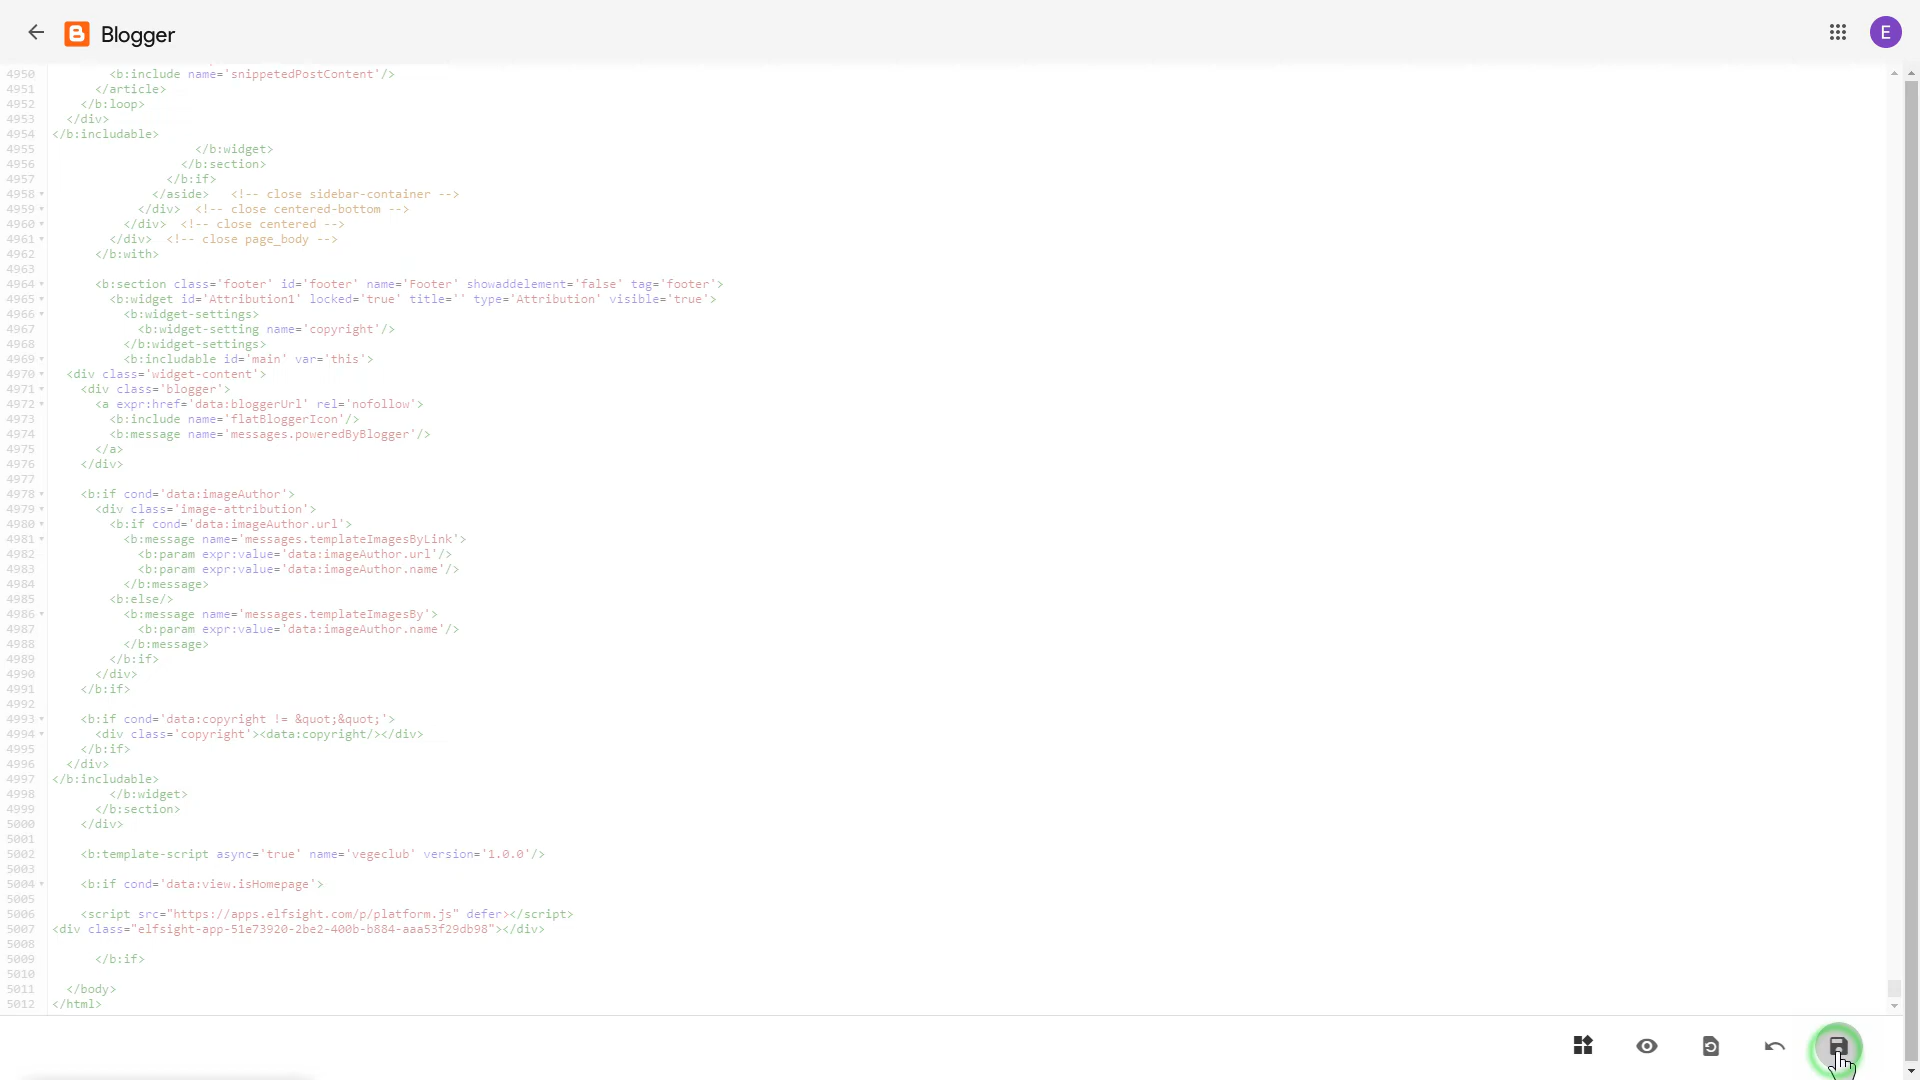 Blogger
E
4950 <b:include name='snippetedPostContent'/>
4951 </article>
4952 </b:loop>
4953 </div>
4954 </b:includable>
4955 </b:widget>
4956 </b:section>
4957 </b:if>
4958 </aside> <!-- close sidebar-container -->
4959 </div> <!-- close centered-bottom -->
4960 </div> <!-- close centered -->
4961 </div> <!-- close page_body -->
4962 </b:with>
4963
4964 <b:section class='footer' id='footer' name='Footer' showaddelement='false' tag='footer'>
4965 <b:widget id='Attribution1' locked='true' title='' type='Attribution' visible='true'>
4966 <b:widget-settings>
4967 <b:widget-setting name='copyright'/>
4968 </b:widget-settings>
4969 <b:includable id='main' var='this'>
4970 <div class='widget-content'>
4971 <div class='blogger'>
4972 <a expr:href='data:bloggerUrl' rel='nofollow'>
4973 <b:include name='flatBloggerIcon'/>
4974 <b:message name='messages.poweredByBlogger'/>
4975 </a>
4976 </div>
4977
4978 <b:if cond='data:imageAuthor'>
4979 <div class='image-attribution'>
4980 <b:if cond='data:imageAuthor.url'>
4981 <b:message name='messages.templateImagesByLink'>
4982 <b:param expr:value='data:imageAuthor.url'/>
4983 <b:param expr:value='data:imageAuthor.name'/>
4984 </b:message>
4985 <b:else/>
4986 <b:message name='messages.templateImagesBy'>
4987 <b:param expr:value='data:imageAuthor.name'/>
4988 </b:message>
4989 </b:if>
4990 </div>
4991 </b:if>
4992
4993 <b:if cond='data:copyright != &quot;&quot;'>
4994 <div class='copyright'><data:copyright/></div>
4995 </b:if>
4996 </div>
4997 </b:includable>
4998 </b:widget>
4999 </b:section>
5000 </div>
5001
5002 <b:template-script async='true' name='vegeclub' version='1.0.0'/>
5003
5004 <b:if cond='data:view.isHomepage'>
5005
5006 <script src="https://apps.elfsight.com/p/platform.js" defer></script>
5007 <div class="elfsight-app-51e73920-2be2-400b-b884-aaa53f29db98"></div>
5008
5009 </b:if>
5010
5011 </body>
5012 </html>